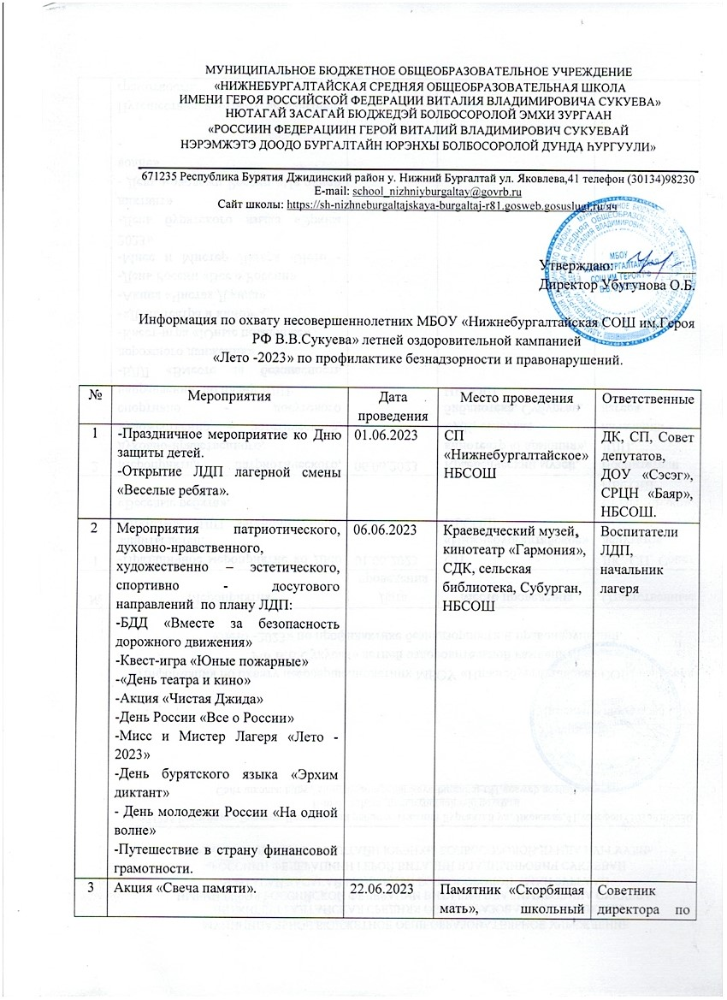 МУНИЦИПАЛЬНОЕ БЮДЖЕТНОЕ ОБЩЕОБРАЗОВАТЕЛЬНОЕ УЧРЕЖДЕНИЕ
«НИЖНЕБУРГАЛТАЙСКАЯ СРЕДНЯЯ ОБЩЕОБРАЗОВАТЕЛЬНАЯ ШКОЛА
ИМЕНИ ГЕРОЯ РОССИЙСКОЙ ФЕДЕРАЦИИ ВИТАЛИЯ ВЛАДИМИРОВИЧА СУКУЕВА»
НЮТАГАЙ ЗАСАГАЙ БЮДЖЕДЭЙ БОЛБОСОРОЛОЙ ЭМХИ ЗУРГААН
«РОССИИН ФЕДЕРАЦИИН ГЕРОЙ ВИТАЛИЙ ВЛАДИМИРОВИЧ СУКУЕВАЙ
НЭРЭМЖЭТЭ ДООДО БУРГАЛТАЙН ЮРЭНХЫ БОЛБОСОРОЛОЙ ДУНДА ҺУРГУУЛИ»
671235 Республика Бурятия Джидинский район у. Нижний Бургалтай ул. Яковлева,41 телефон (30134)98230
E-mail: school_nizhniyburgaltay@govrb.ru
Сайт школы: https://sh-nizhneburgaltajskaya-burgaltaj-r81.gosweb.gosuslugi.ru/яч
Утверждаю:
Директор Убугунова О.Б.
МБОУ
В.В.
Информация по охвату несовершеннолетних МБОУ «Нижнебургалтайская СОШ им.Героя
РФ В.В.Сукуева» летней оздоровительной кампанией
«Лето -2023» по профилактике безнадзорности и правонарушений.
№ Мероприятия Дата проведения Место проведения Ответственные
1 -Праздничное мероприятие ко Дню
защиты детей.
-Открытие ЛДП лагерной смены
«Веселые ребята».
01.06.2023
СП
«Нижнебургалтайское»
НБСОШ
ДК, СП, Совет
депутатов,
ДОУ «Сэсэг»,
СРЦН «Баяр»,
НБСОШ.
2 Мероприятия патриотического,
духовно-нравственного,
художественно – эстетического,
спортивно - досугового
направлений по плану ЛДП:
-БДД «Вместе за безопасность
дорожного движения»
-Квест-игра «Юные пожарные»
-«День театра и кино»
-Акция «Чистая Джида»
-День России «Все о России»
-Мисс и Мистер Лагеря «Лето -
2023»
-День бурятского языка «Эрхим
диктант»
- День молодежи России «На одной
волне»
-Путешествие в страну финансовой
грамотности.
06.06.2023
Краеведческий музей,
кинотеатр «Гармония»,
СДК, сельская
библиотека, Субурган,
НБСОШ
Воспитатели
ЛДП,
начальник
лагеря
3 Акция «Свеча памяти».
22.06.2023
Памятник «Скорбящая
мать», школьный
Советник
директора по